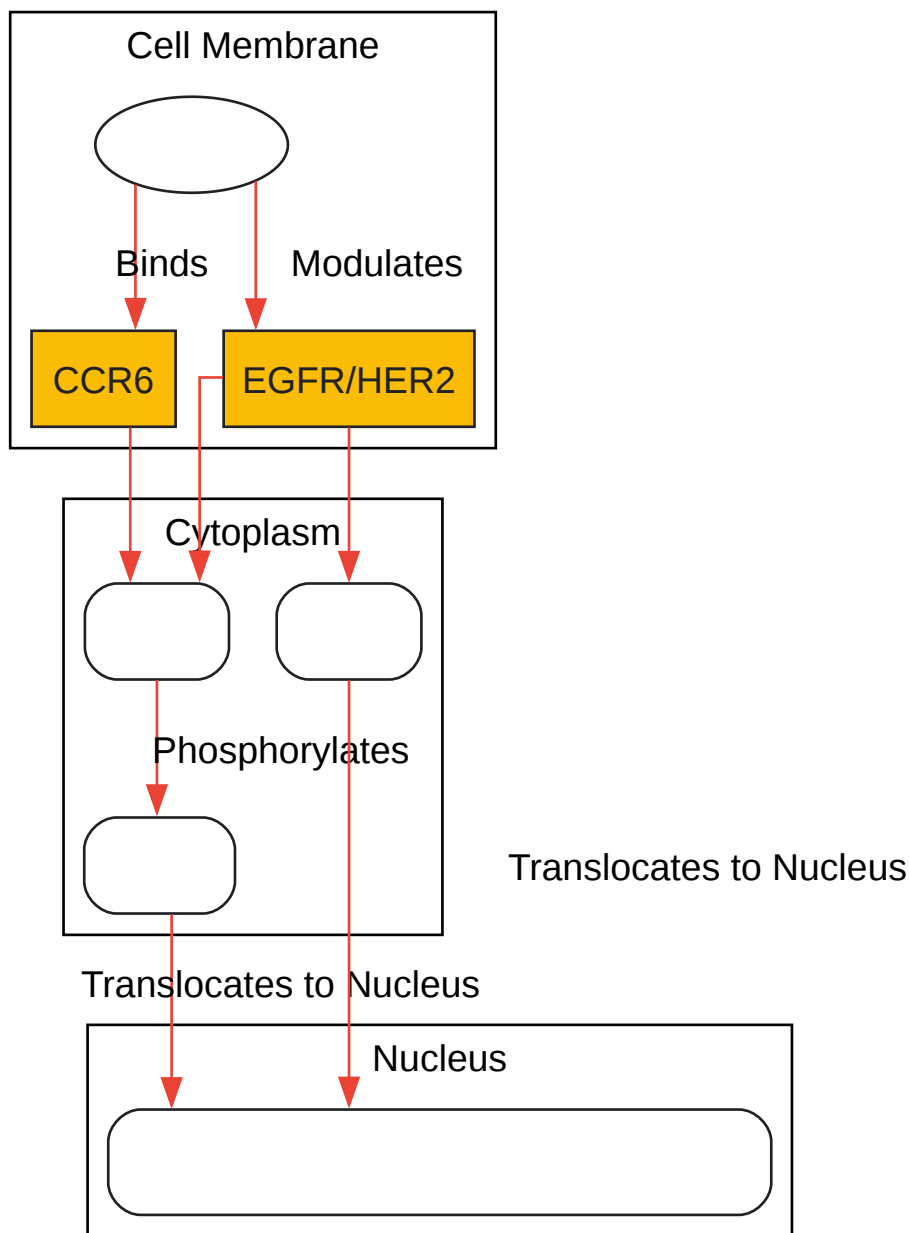 Cell Membrane
Binds
Modulates
CCR6
EGFR/HER2
Cytoplasm
Phosphorylates
Translocates to Nucleus
Translocates to Nucleus
Nucleus